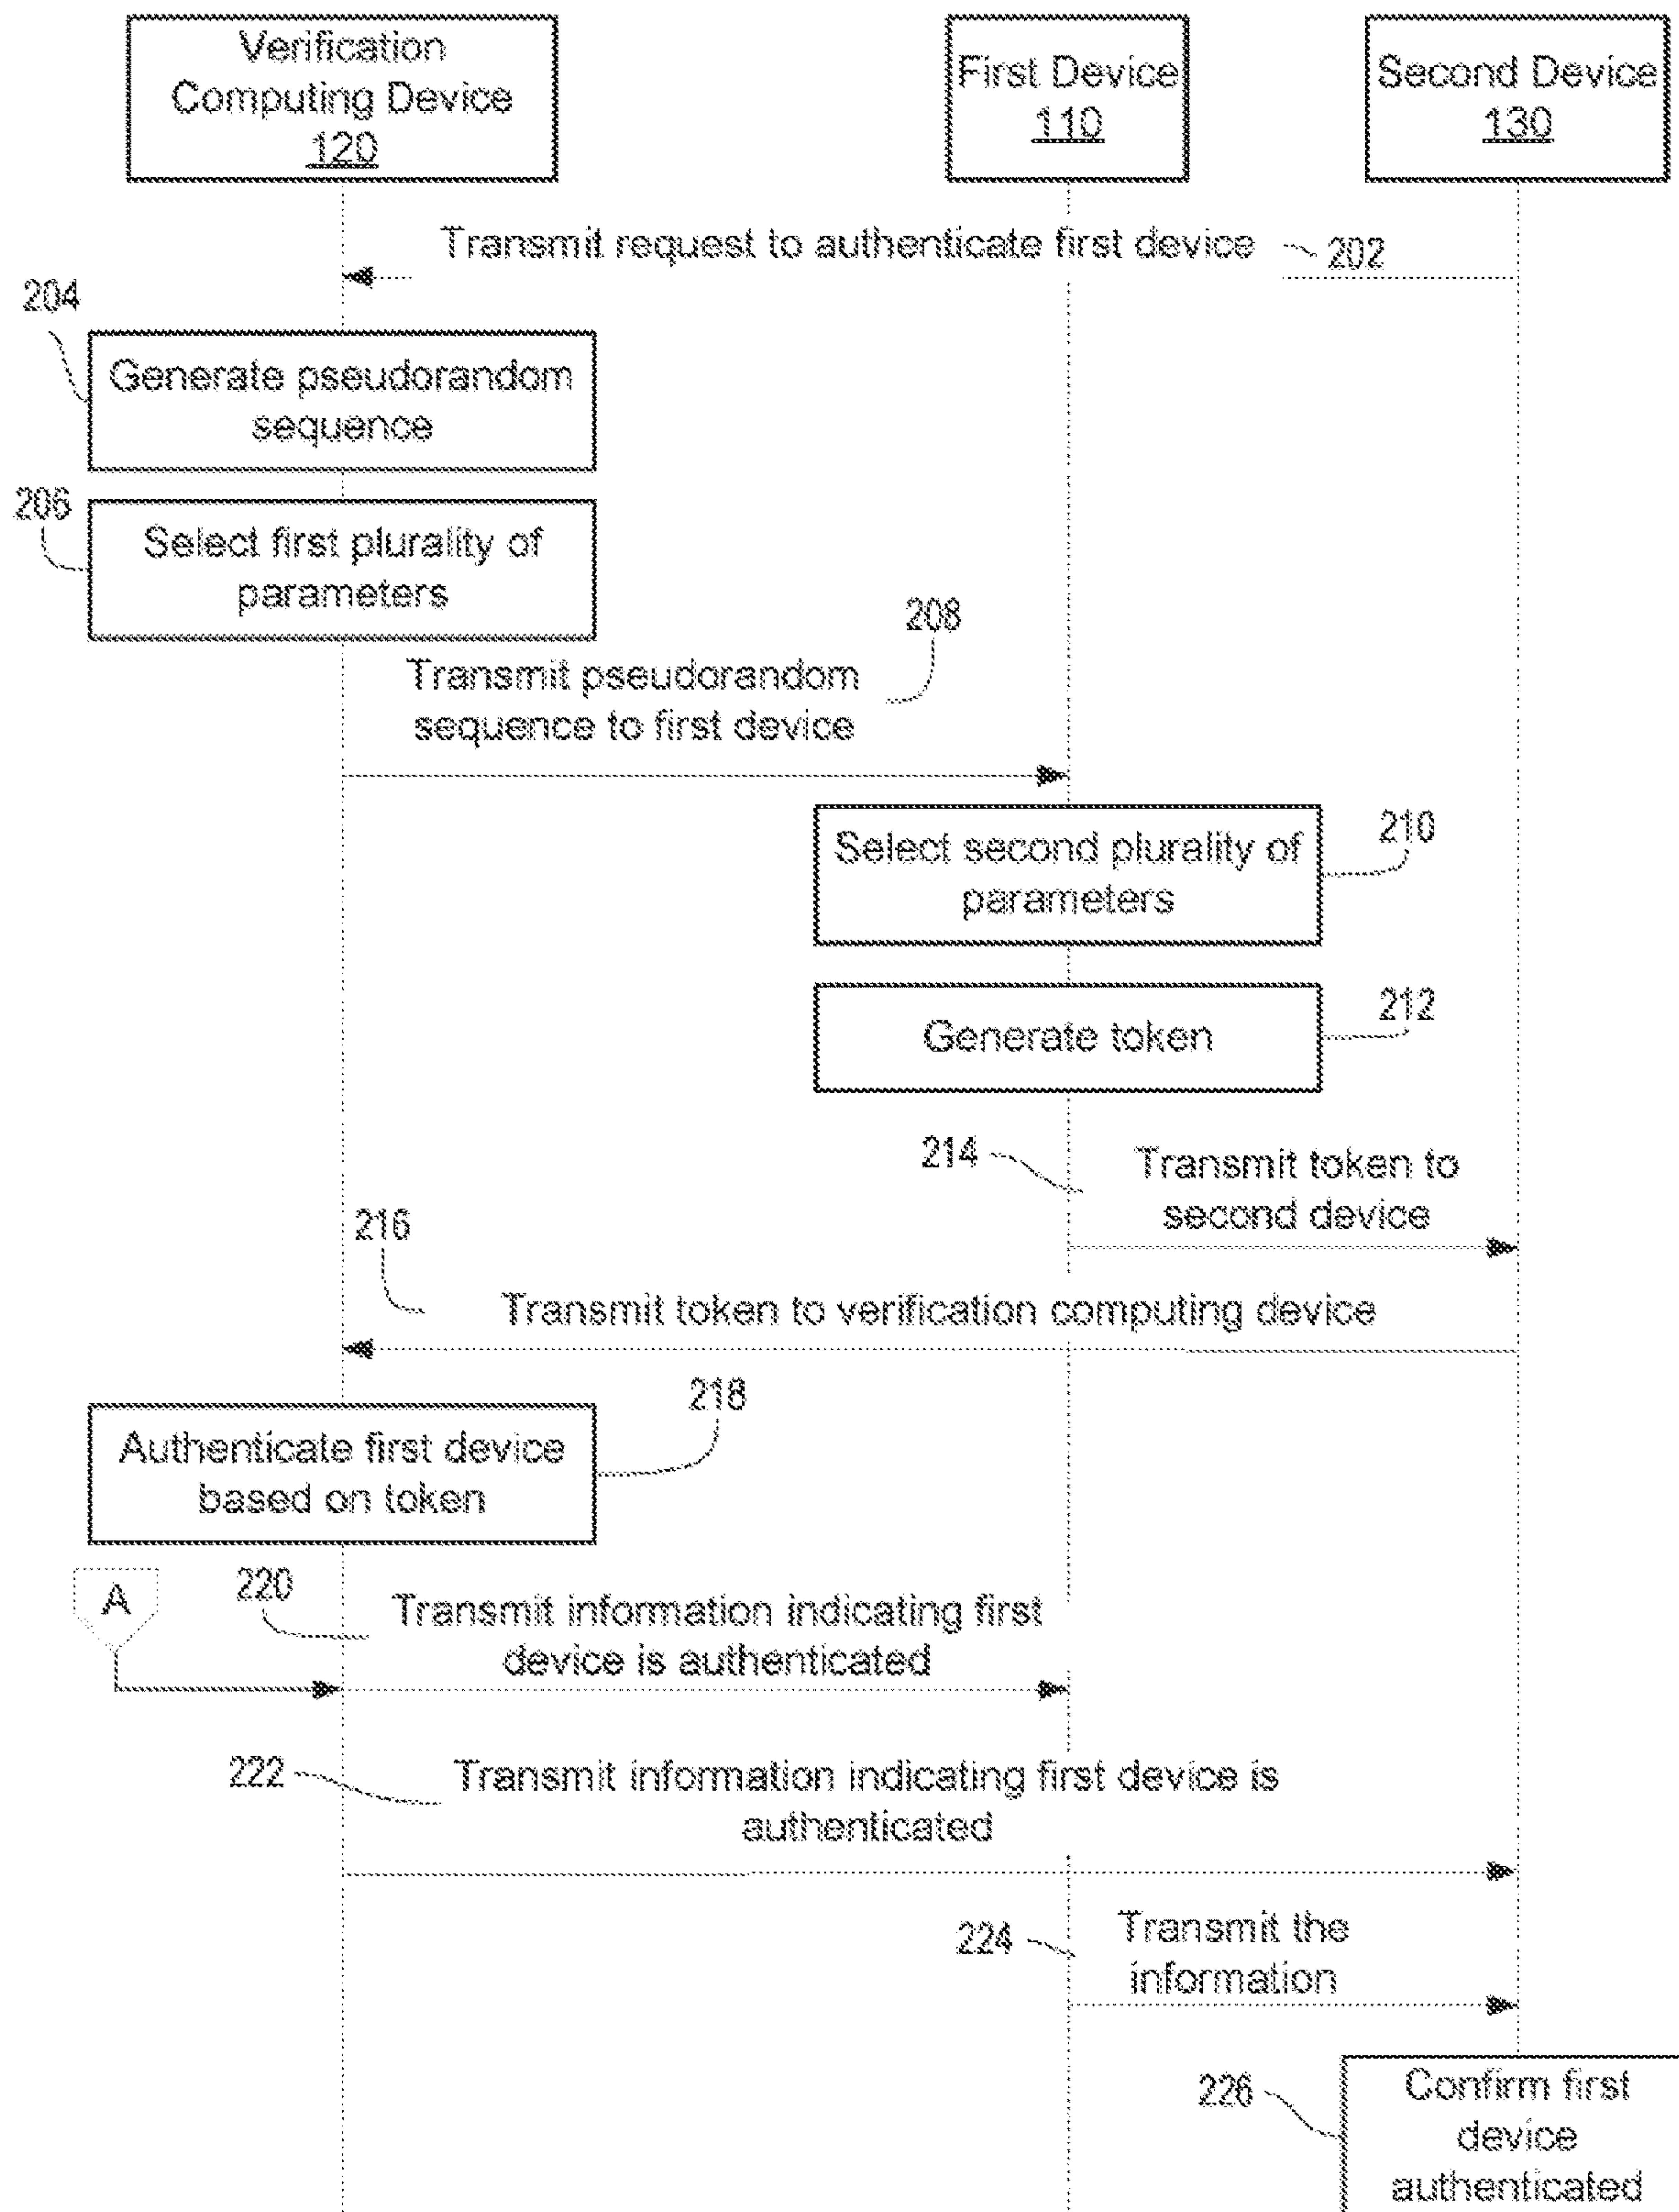 Verification
Computing Device
120
First Device
110
Second Device
130
Transmit request to authenticate first device
202
204
Generate pseudorandom
sequence
206
Select first plurality of
parameters
208
Transmit pseudorandom
sequence to first device
210
Select second plurality of
parameters
212
Generate token
214
Transmit token to
second device
216
Transmit token to verification computing device
218
Authenticate first device
based on token
A
220
Transmit information indicating first
device is authenticated
222
Transmit information indicating first device is
authenticated
224
Transmit the
information
226
Confirm first
device
authenticated